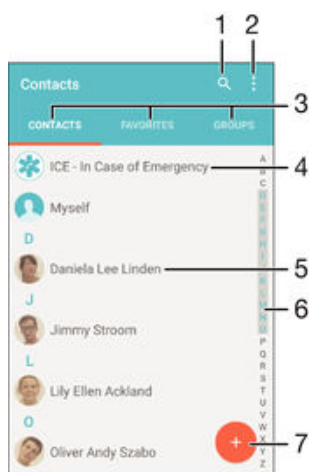 1 2
Contacts
3
CONTACTS FAVORITES GROUPS
ICE - In Case of Emergency
4
Myself
D
Daniela Lee Linden
5
J
Jimmy Stroom
6
L
Lily Ellen Ackland
O
Oliver Andy Szabo
+
7
A
B
C
D
E
F
G
H
I
J
K
L
M
N
O
P
Q
R
S
T
U
V
W
X
Y
Z